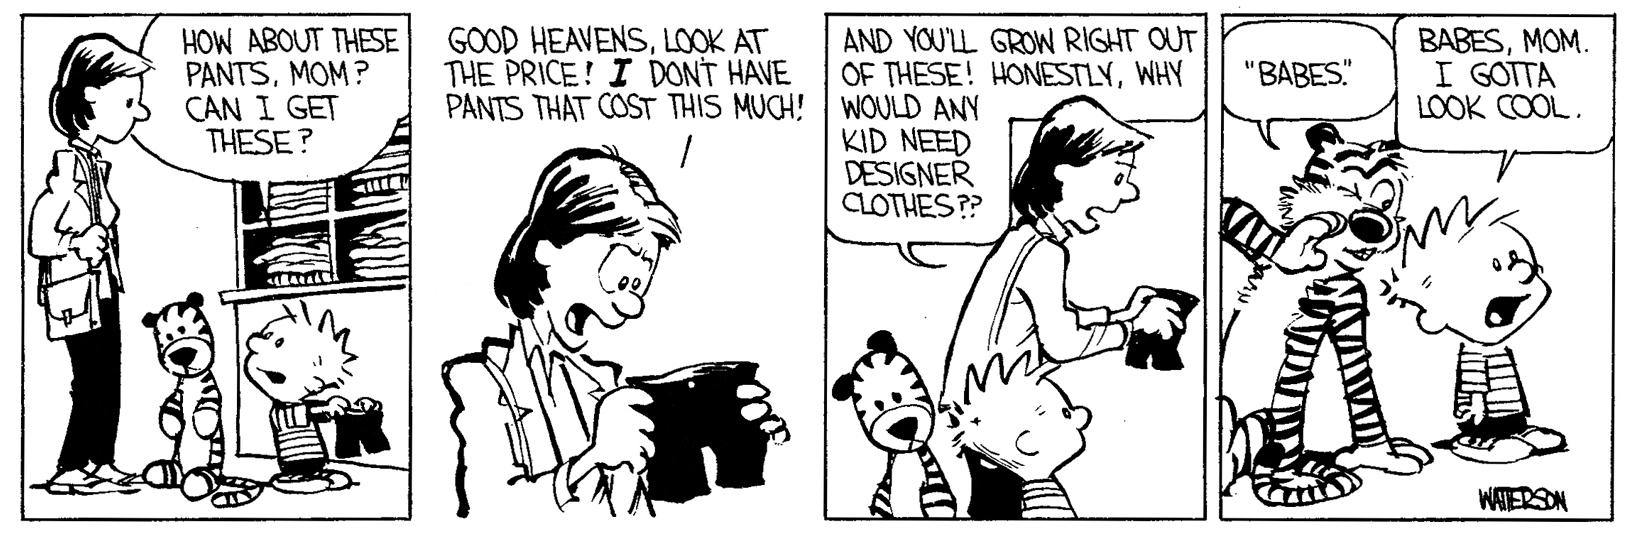 HOW ABOUT THESE
PANTS, MOM?
CAN I GET
THESE?
GOOD HEAVENS, LOOK AT
THE PRICE! I DON'T HAVE
PANTS THAT COST THIS MUCH!
AND YOU'LL GROW RIGHT OUT
OF THESE! HONESTLY, WHY
WOULD ANY
KID NEED
DESIGNER
CLOTHES??
"BABES."
BABES, MOM.
I GOTTA
LOOK COOL.
WATTERSON